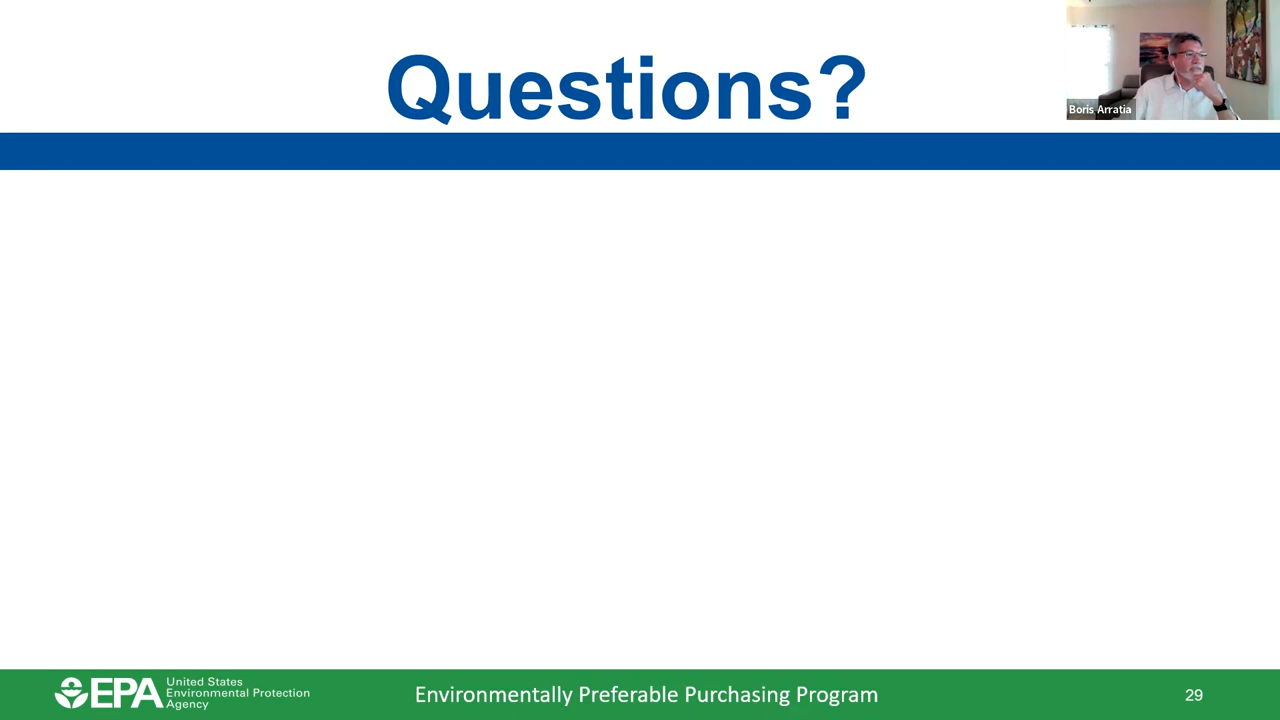 Questions?
Boris Arratia
EPA
United States
Environmental Protection
Agency
Environmentally Preferable Purchasing Program
29